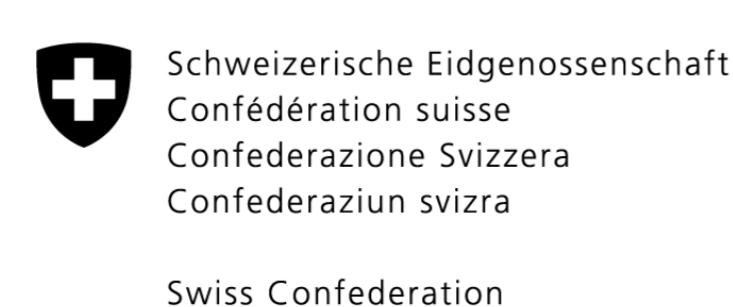 Schweizerische Eidgenossenschaft
Confédération suisse
Confederazione Svizzera
Confederaziun svizra
Swiss Confederation